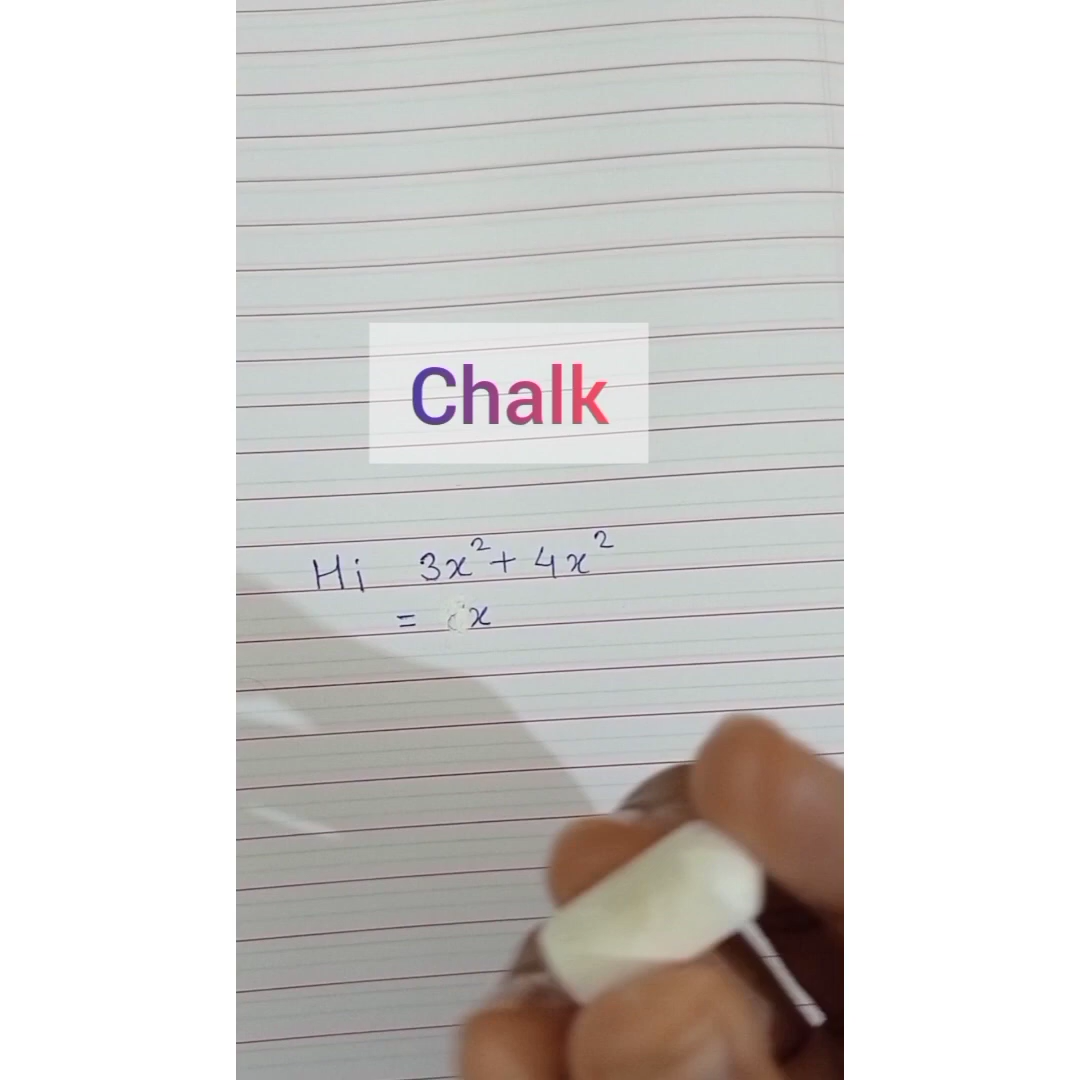 Chalk
Hi 3x²+ 4x²
= x